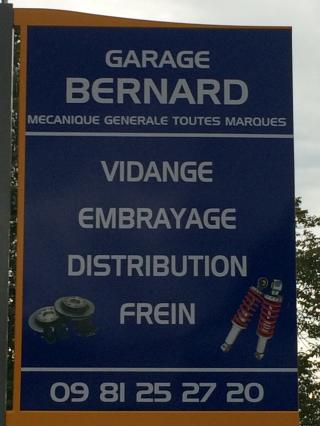 GARAGE
BERNARD
MECANIQUE GENERALE TOUTES MARQUES
VIDANGE
EMBRAYAGE
DISTRIBUTION
FREIN
09 81 25 27 20